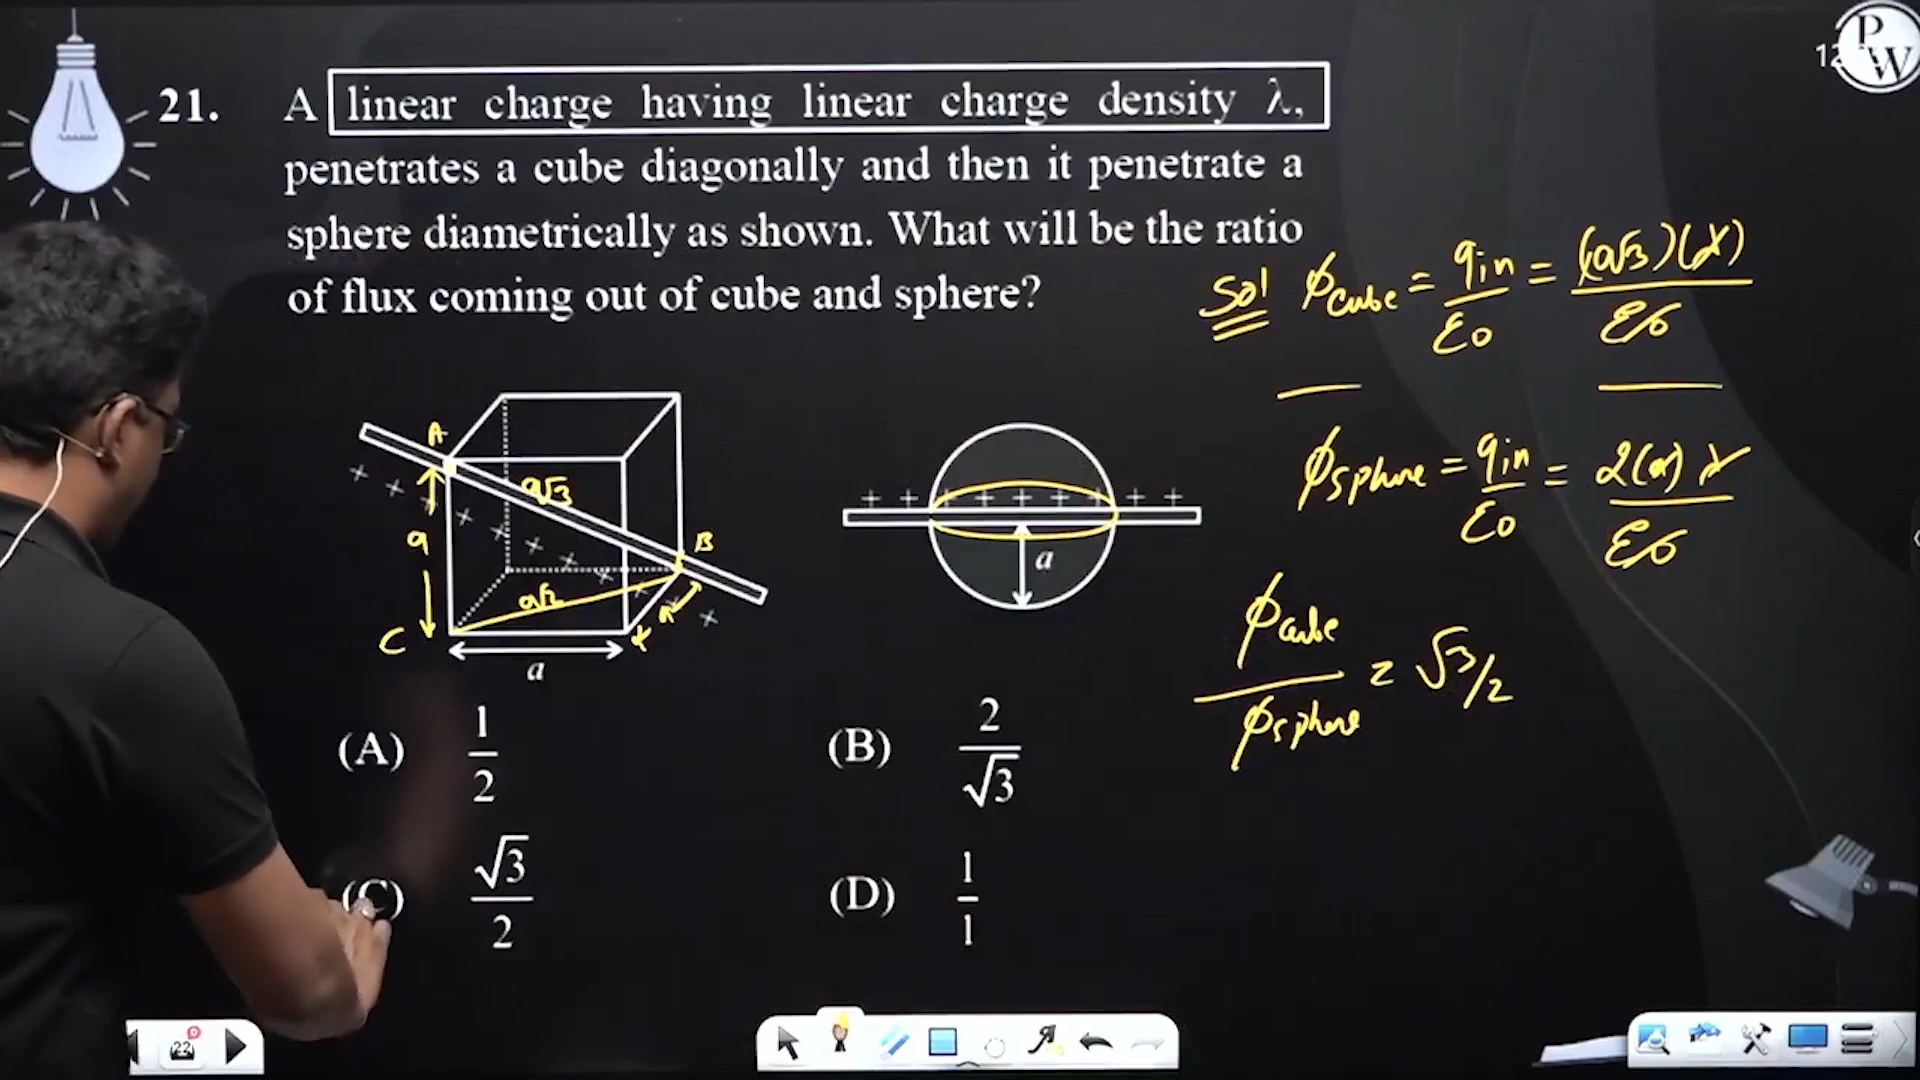 PW
21. A linear charge having linear charge density λ,
penetrates a cube diagonally and then it penetrate a
sphere diametrically as shown. What will be the ratio
of flux coming out of cube and sphere?
Sol ϕcube = qin/ε0 = (a√3)(λ)/ε0
ϕsphere = qin/ε0 = 2(a)λ/ε0
ϕcube/ϕsphere = √3/2
A
a√3
a
B
a√2
C
a
a
a
(A) 1/2 (B) 2/√3
(C) √3/2 (D) 1/1
22